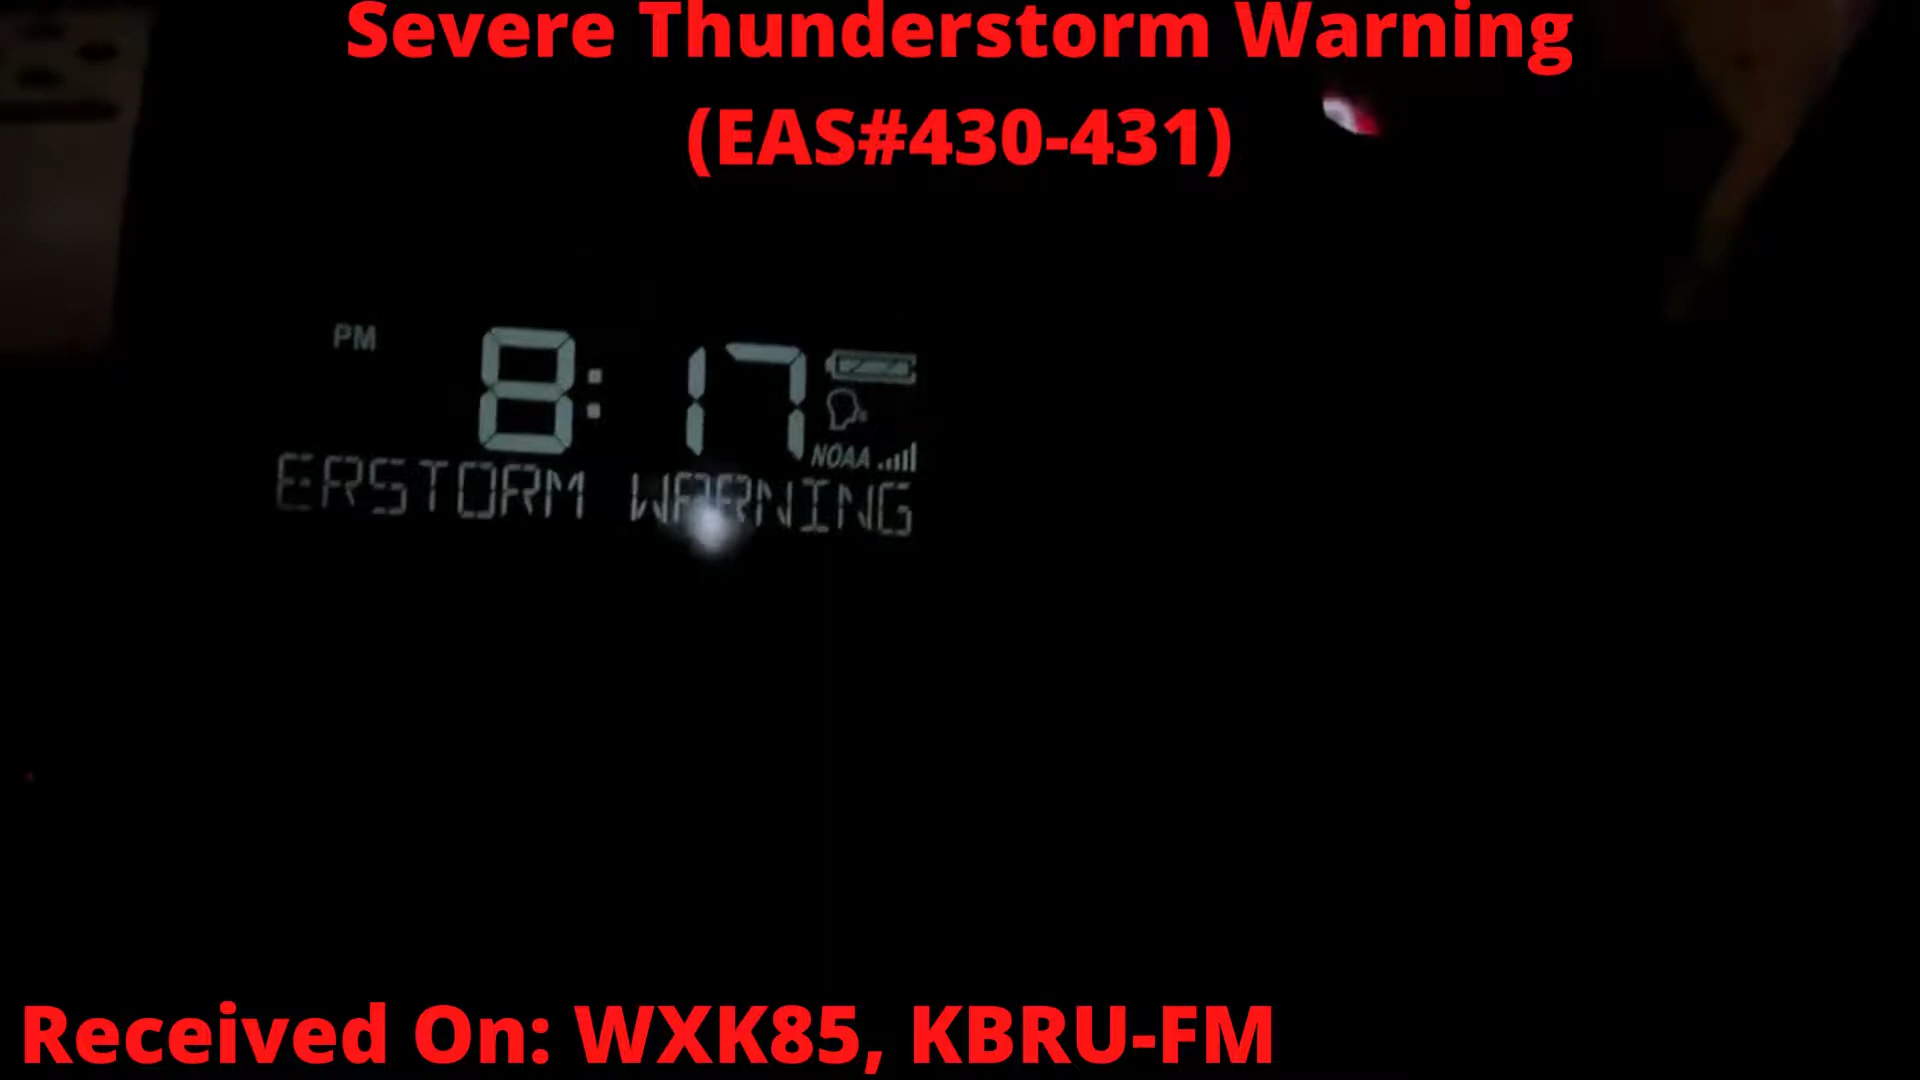 Severe Thunderstorm Warning
(EAS#430-431)
PM 8:17
NOAA
ERSTORM WARNING
Received On: WXK85, KBRU-FM